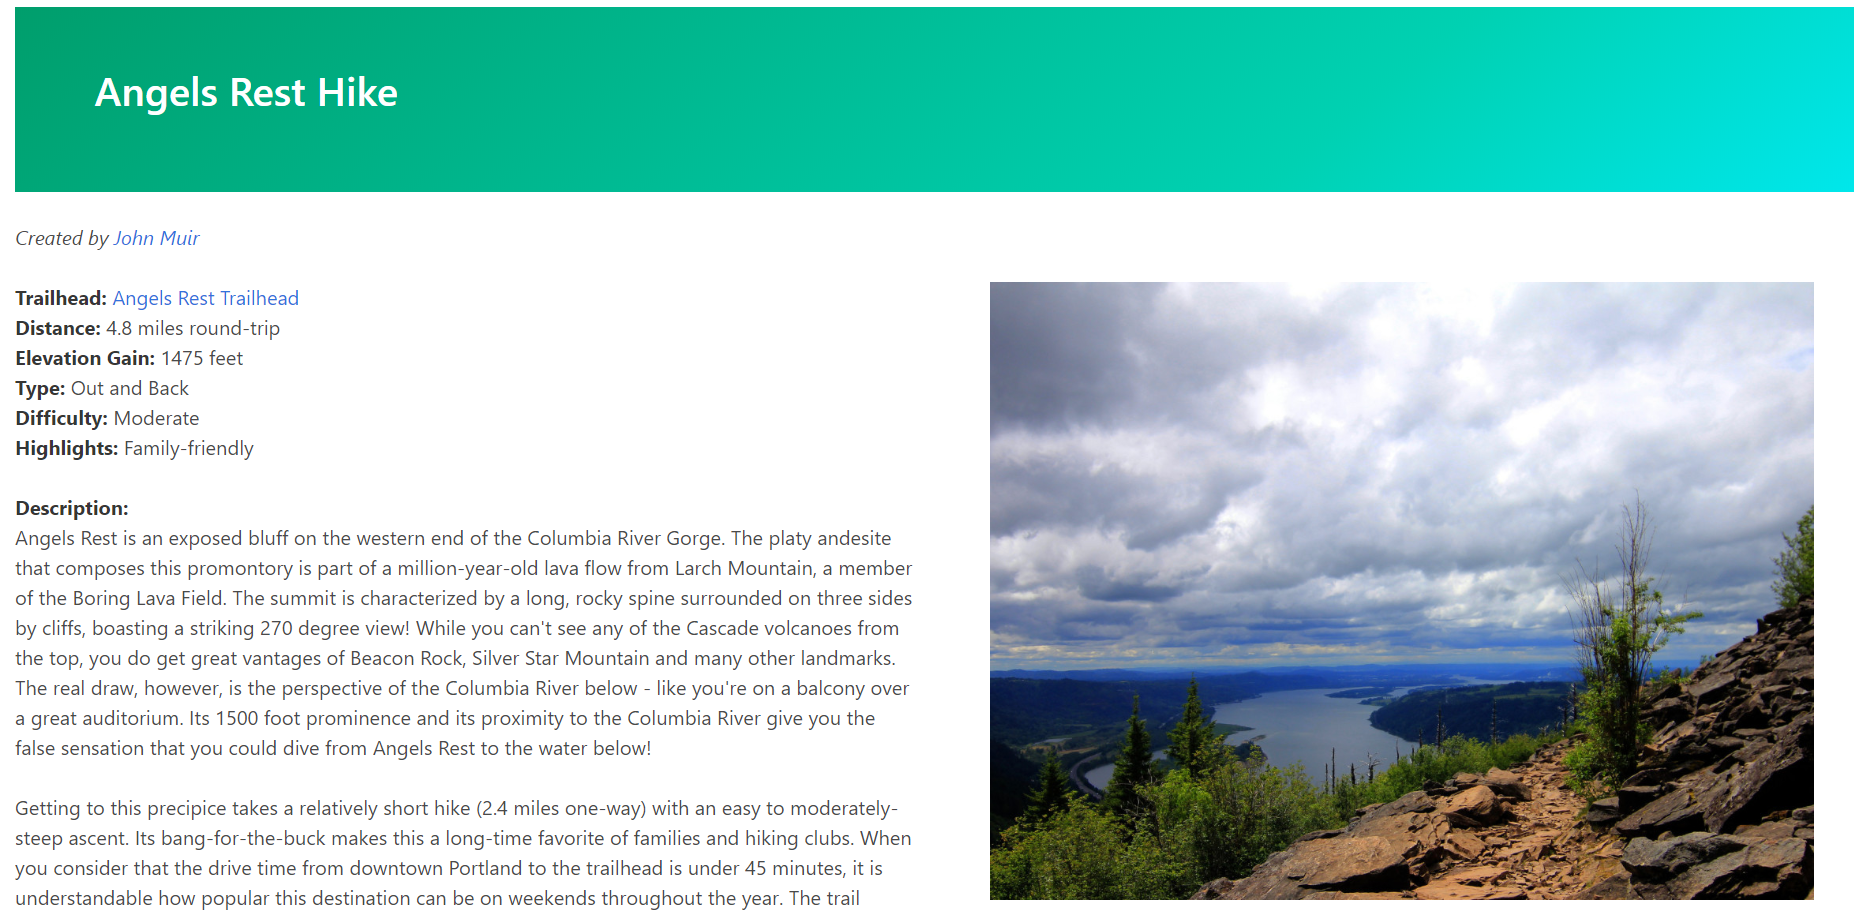 Angels Rest Hike
Created by John Muir
Trailhead: Angels Rest Trailhead
Distance: 4.8 miles round-trip
Elevation Gain: 1475 feet
Type: Out and Back
Difficulty: Moderate
Highlights: Family-friendly
Description:
Angels Rest is an exposed bluff on the western end of the Columbia River Gorge. The platy andesite
that composes this promontory is part of a million-year-old lava flow from Larch Mountain, a member
of the Boring Lava Field. The summit is characterized by a long, rocky spine surrounded on three sides
by cliffs, boasting a striking 270 degree view! While you can't see any of the Cascade volcanoes from
the top, you do get great vantages of Beacon Rock, Silver Star Mountain and many other landmarks.
The real draw, however, is the perspective of the Columbia River below - like you're on a balcony over
a great auditorium. Its 1500 foot prominence and its proximity to the Columbia River give you the
false sensation that you could dive from Angels Rest to the water below!
Getting to this precipice takes a relatively short hike (2.4 miles one-way) with an easy to moderately-
steep ascent. Its bang-for-the-buck makes this a long-time favorite of families and hiking clubs. When
you consider that the drive time from downtown Portland to the trailhead is under 45 minutes, it is
understandable how popular this destination can be on weekends throughout the year. The trail